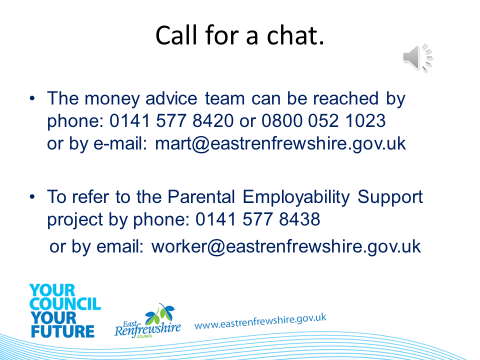 Call for a chat.
• The money advice team can be reached by
phone: 0141 577 8420 or 0800 052 1023
or by e-mail: mart@eastrenfrewshire.gov.uk
• To refer to the Parental Employability Support
project by phone: 0141 577 8438
or by email: worker@eastrenfrewshire.gov.uk
YOUR
COUNCIL
YOUR
FUTURE
East
Renfrewshire
COUNCIL
www.eastrenfrewshire.gov.uk